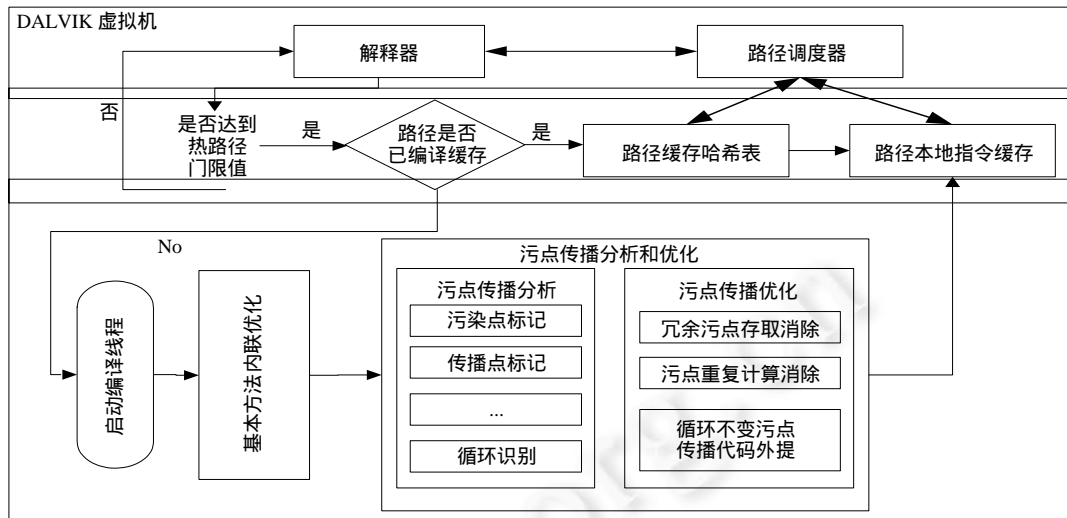 DALVIK 虚拟机
解释器
路径调度器
否
是否达到
热路径
门限值
是
路径是否
已编译缓存
是
路径缓存哈希表
路径本地指令缓存
No
污点传播分析和优化
启动编译线程
基本方法内联优化
污点传播分析
污染点标记
传播点标记
...
循环识别
污点传播优化
冗余污点存取消除
污点重复计算消除
循环不变污点
传播代码外提
org.cn